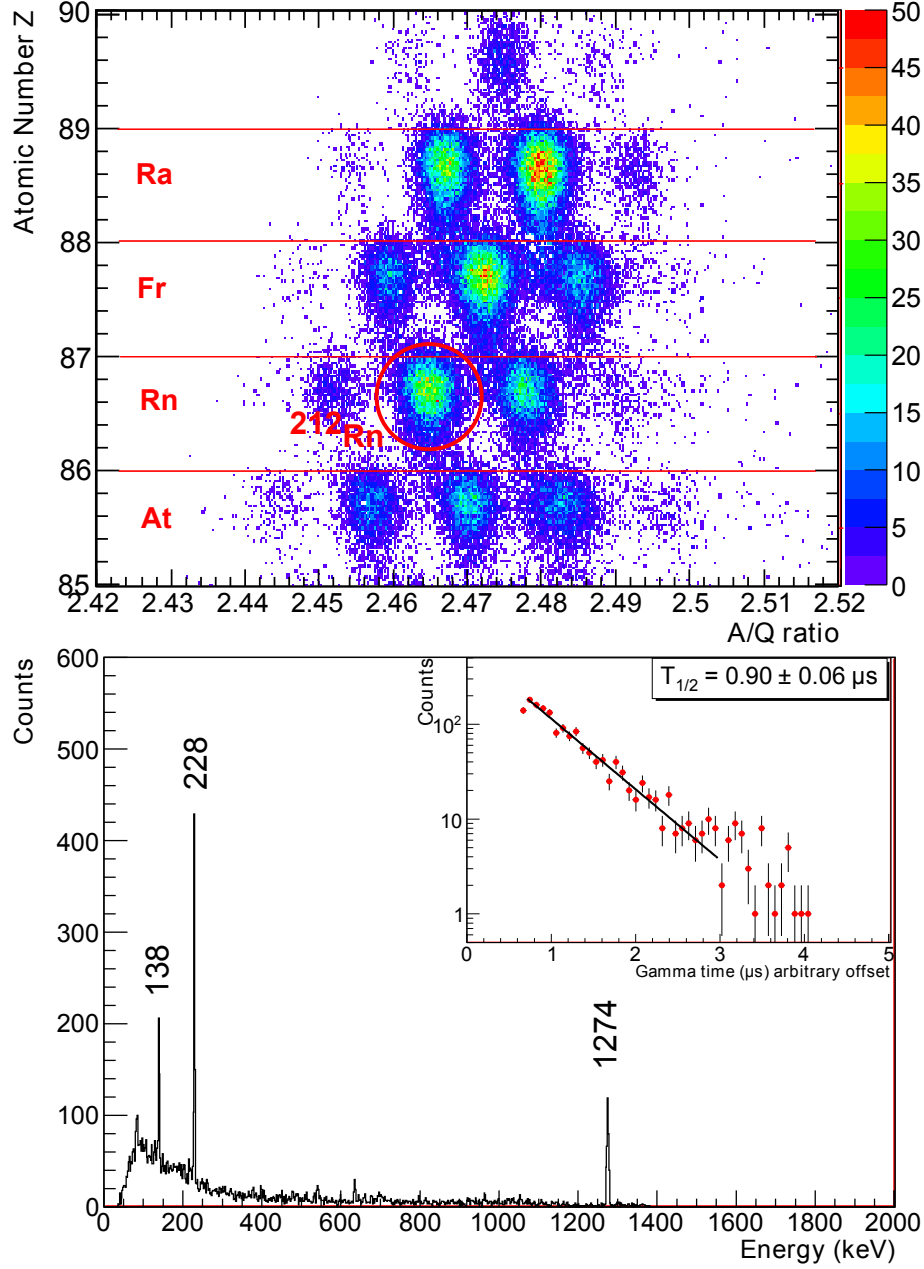 Atomic Number Z
90
89
88
87
86
85
Ra
Fr
Rn
212Rn
At
50
45
40
35
30
25
20
15
10
5
0
2.42 2.43 2.44 2.45 2.46 2.47 2.48 2.49 2.5 2.51 2.52
A/Q ratio
Counts
600
500
400
300
200
100
0
138
228
1274
Counts
10²
10
1
T1/2 = 0.90 ± 0.06 µs
0 1 2 3 4 5
Gamma time (µs) arbitrary offset
0 200 400 600 800 1000 1200 1400 1600 1800 2000
Energy (keV)